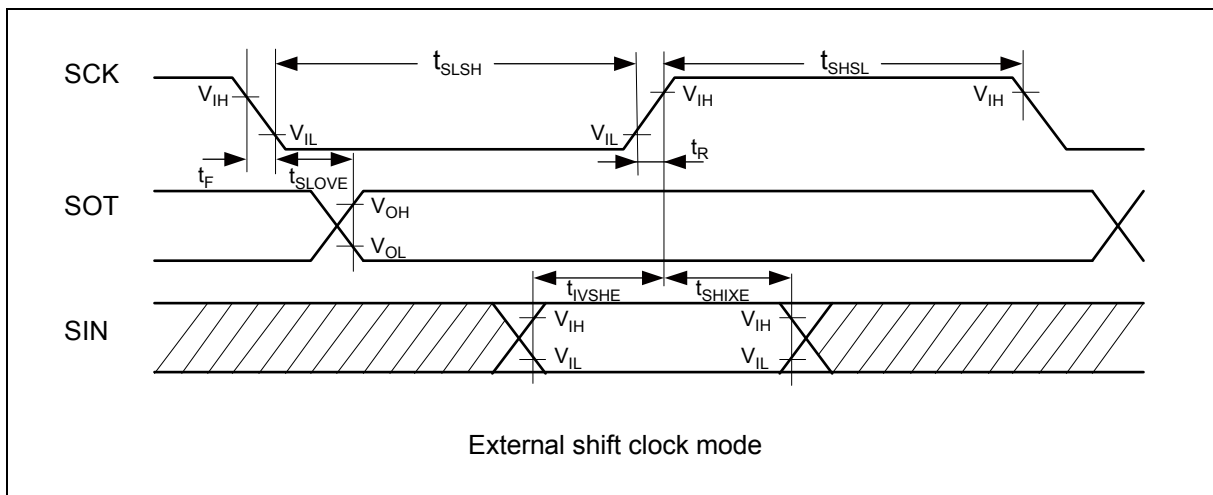 SCK
tSLSH
tSHSL
VIH
VIH
VIH
VIL
VIL
tF
tSLOVE
tR
SOT
VOH
VOL
tIVSHE
tSHIXE
SIN
VIH
VIH
VIL
VIL
External shift clock mode